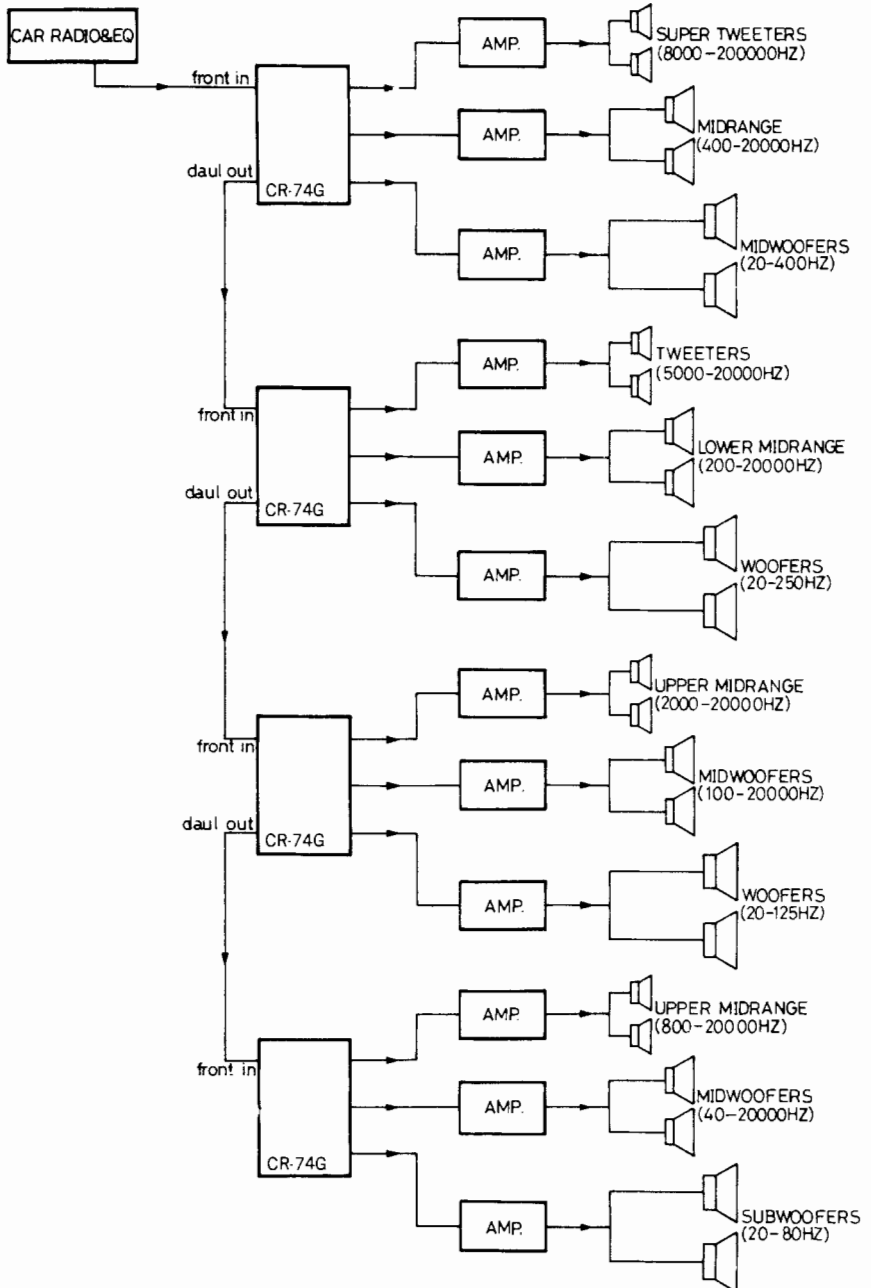 CAR RADIO&EQ
front in
daul out
CR-74G
AMP.
SUPER TWEETERS
(8000-200000HZ)
AMP.
MIDRANGE
(400-20000HZ)
AMP.
MIDWOOFERS
(20-400HZ)
front in
daul out
CR-74G
AMP.
TWEETERS
(5000-20000HZ)
AMP.
LOWER MIDRANGE
(200-20000HZ)
AMP.
WOOFERS
(20-250HZ)
front in
daul out
CR-74G
AMP.
UPPER MIDRANGE
(2000-20000HZ)
AMP.
MIDWOOFERS
(100-20000HZ)
AMP.
WOOFERS
(20-125HZ)
front in
CR-74G
AMP.
UPPER MIDRANGE
(800-20000HZ)
AMP.
MIDWOOFERS
(40-20000HZ)
AMP.
SUBWOOFERS
(20-80HZ)